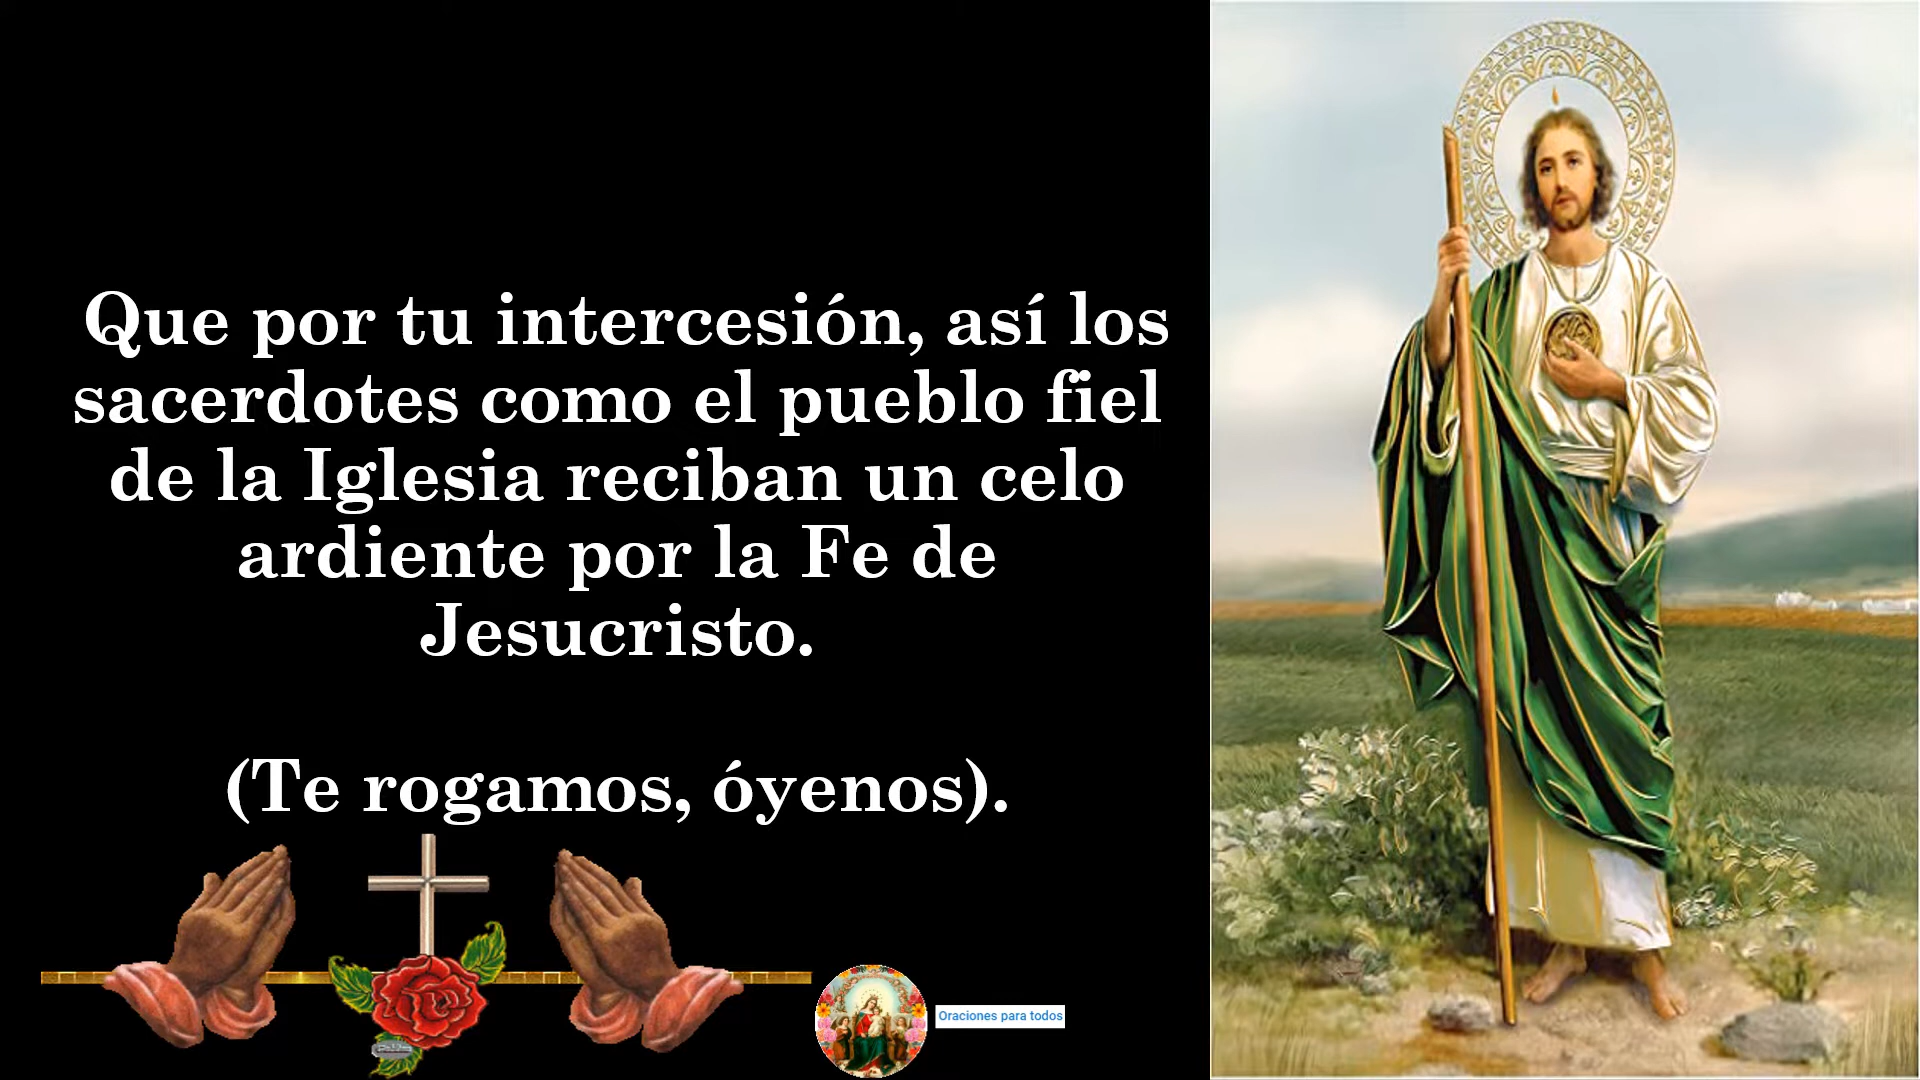 Que por tu intercesión, así los
sacerdotes como el pueblo fiel
de la Iglesia reciban un celo
ardiente por la Fe de
Jesucristo.
(Te rogamos, óyenos).
Oraciones para todos